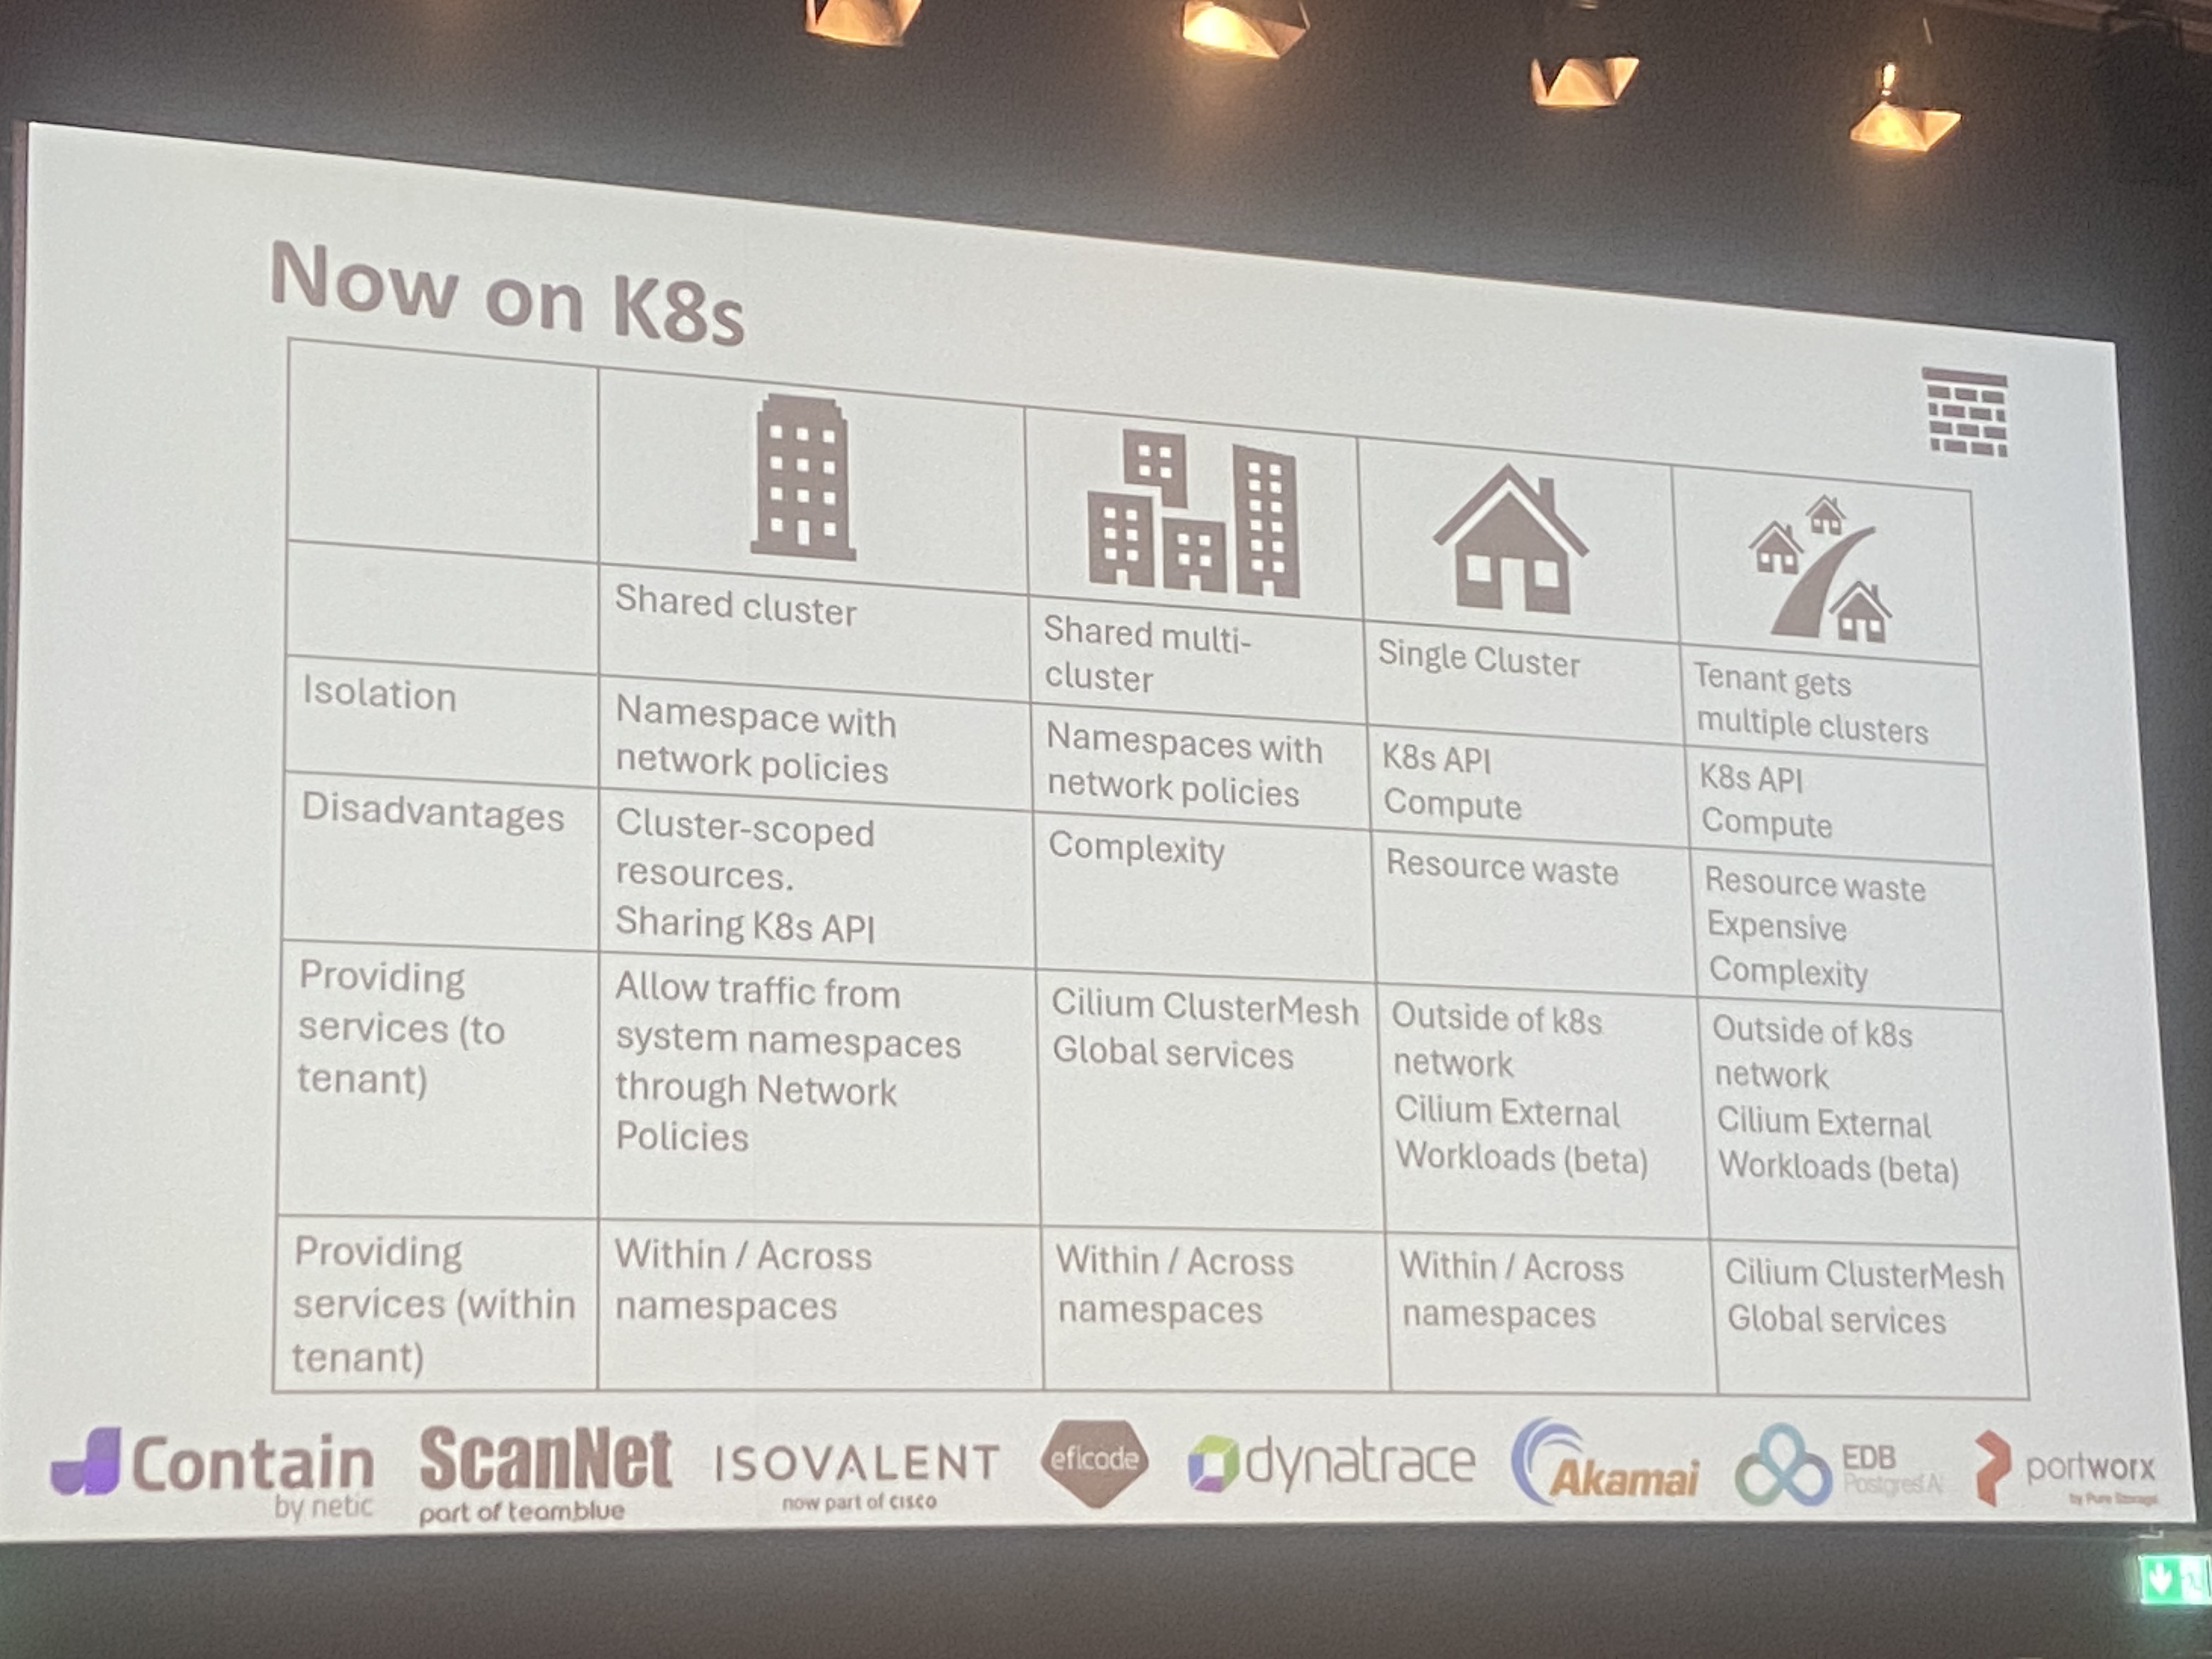 Now on K8s
Shared cluster
Shared multi-
cluster
Single Cluster
Tenant gets
multiple clusters
Isolation
Namespace with
network policies
Namespaces with
network policies
K8s API
Compute
K8s API
Compute
Disadvantages
Cluster-scoped
resources.
Sharing K8s API
Complexity
Resource waste
Resource waste
Expensive
Complexity
Providing
services (to
tenant)
Allow traffic from
system namespaces
through Network
Policies
Cilium ClusterMesh
Global services
Outside of k8s
network
Cilium External
Workloads (beta)
Outside of k8s
network
Cilium External
Workloads (beta)
Providing
services (within
tenant)
Within / Across
namespaces
Within / Across
namespaces
Within / Across
namespaces
Cilium ClusterMesh
Global services
Contain
by netic
ScanNet
part of teamblue
ISOVALENT
now part of CISCO
eficode
dynatrace
Akamai
EDB
Postgres AI
portworx
by Pure Storage